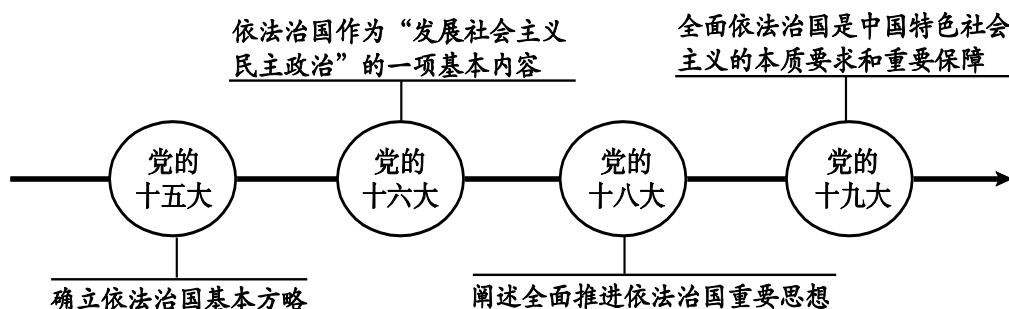 依法治国作为“发展社会主义
民主政治”的一项基本内容
全面依法治国是中国特色社会
主义的本质要求和重要保障
党的
十五大
党的
十六大
党的
十八大
党的
十九大
确立依法治国基本方略
阐述全面推进依法治国重要思想